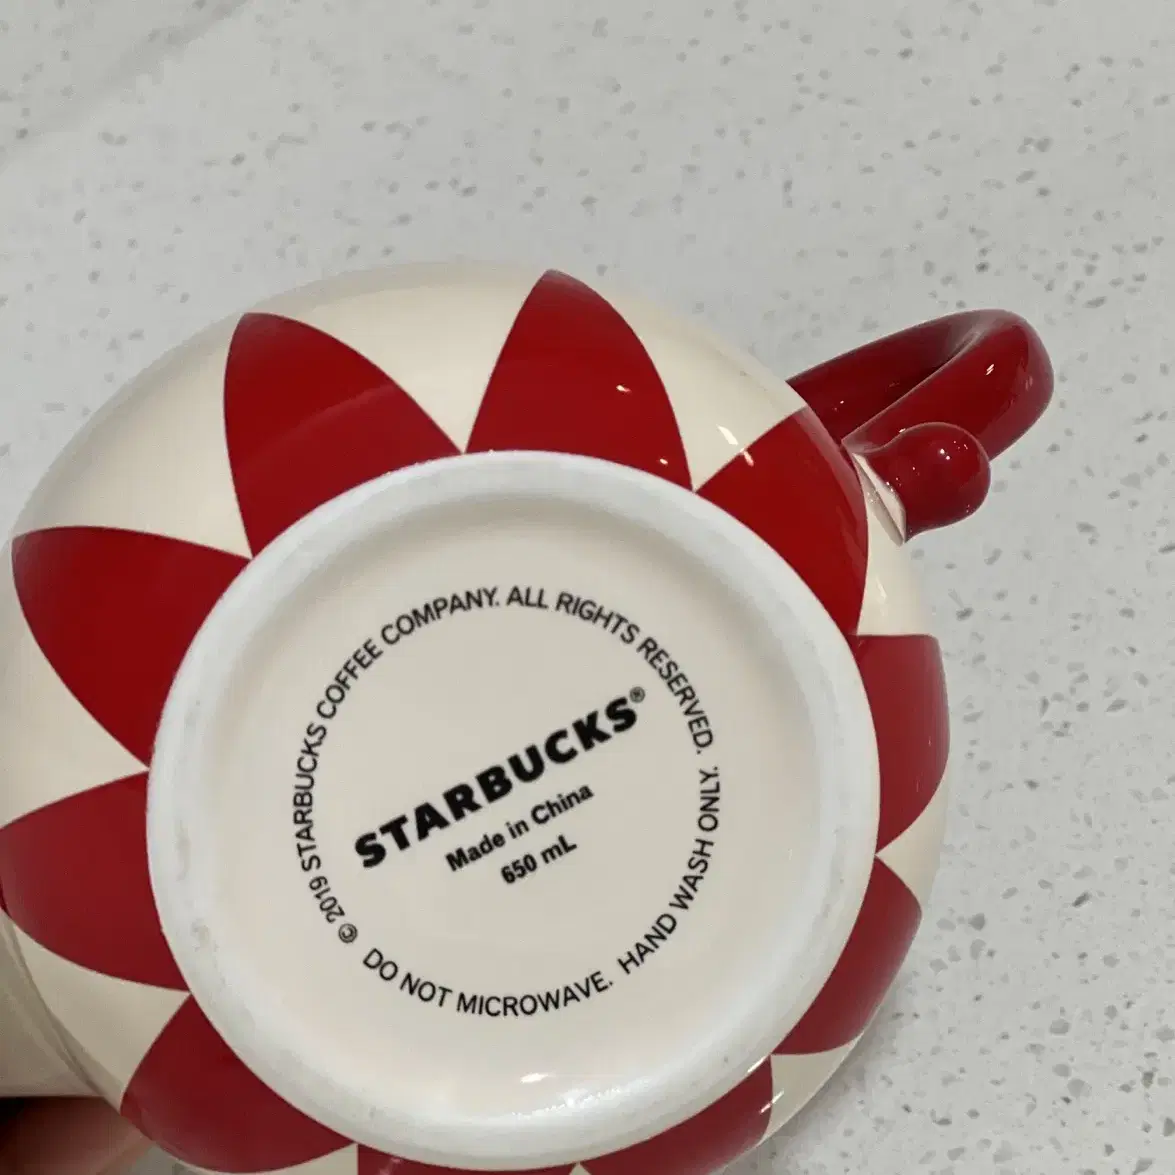 © 2019 STARBUCKS COFFEE COMPANY. ALL RIGHTS RESERVED.
STARBUCKS®
Made in China
650 mL
DO NOT MICROWAVE. HAND WASH ONLY.